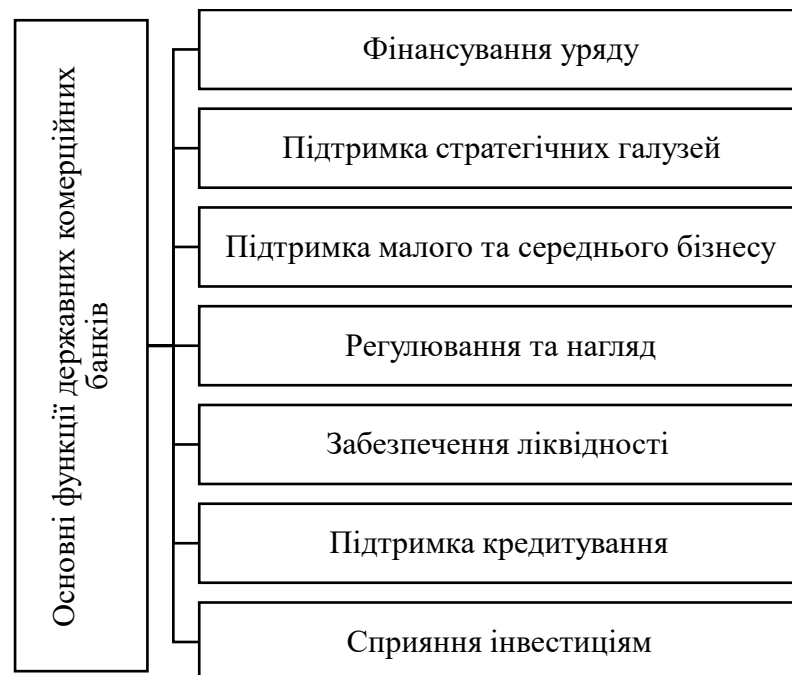 Основні функції державних комерційних
банків
Фінансування уряду
Підтримка стратегічних галузей
Підтримка малого та середнього бізнесу
Регулювання та нагляд
Забезпечення ліквідності
Підтримка кредитування
Сприяння інвестиціям